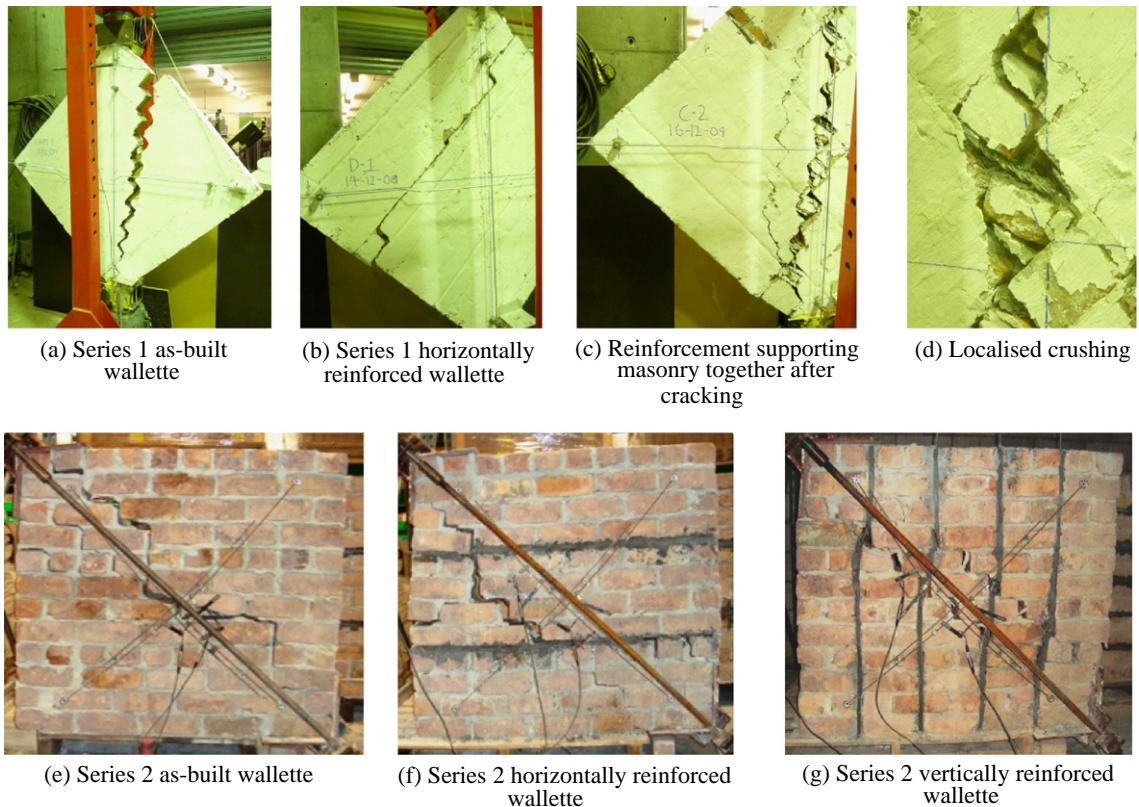 D-1
14-12-08
C-2
16-12-09
(a) Series 1 as-built
wallette
(b) Series 1 horizontally
reinforced wallette
(c) Reinforcement supporting
masonry together after
cracking
(d) Localised crushing
(e) Series 2 as-built wallette
(f) Series 2 horizontally reinforced
wallette
(g) Series 2 vertically reinforced
wallette